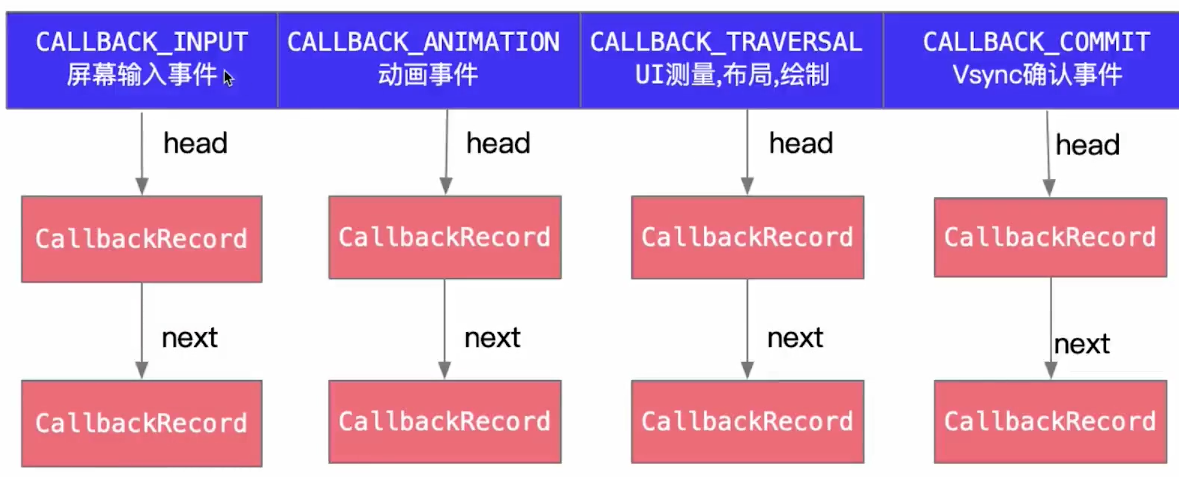 CALLBACK_INPUT
屏幕输入事件
CALLBACK_ANIMATION
动画事件
CALLBACK_TRAVERSAL
UI测量,布局,绘制
CALLBACK_COMMIT
Vsync确认事件
head
head
head
head
CallbackRecord
CallbackRecord
CallbackRecord
CallbackRecord
next
next
next
next
CallbackRecord
CallbackRecord
CallbackRecord
CallbackRecord